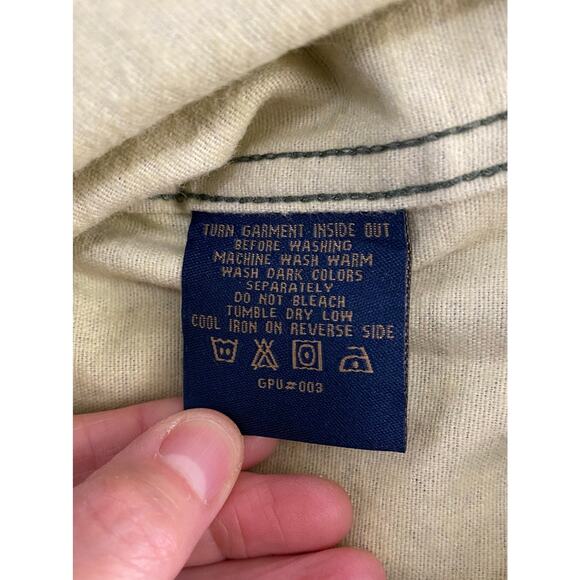 TURN GARMENT INSIDE OUT
BEFORE WASHING
MACHINE WASH WARM
WASH DARK COLORS
SEPARATELY
DO NOT BLEACH
TUMBLE DRY LOW
COOL IRON ON REVERSE SIDE
GPU#003